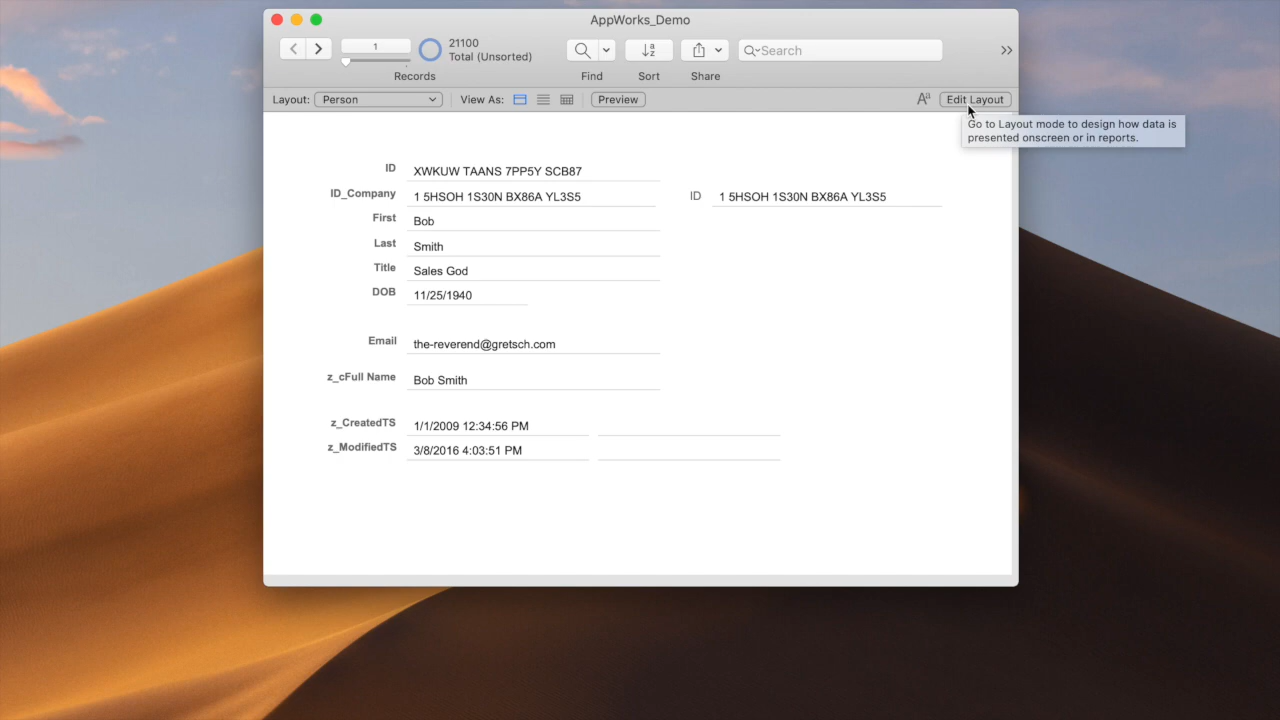 AppWorks_Demo
1
21100
Total (Unsorted)
Search
Records
Find
Sort
Share
Layout: Person
View As:
Preview
Aa
Edit Layout
Go to Layout mode to design how data is
presented onscreen or in reports.
ID XWKUW TAANS 7PP5Y SCB87
ID_Company 1 5HSOH 1S30N BX86A YL3S5
ID 1 5HSOH 1S30N BX86A YL3S5
First Bob
Last Smith
Title Sales God
DOB 11/25/1940
Email the-reverend@gretsch.com
z_cFull Name Bob Smith
z_CreatedTS 1/1/2009 12:34:56 PM
z_ModifiedTS 3/8/2016 4:03:51 PM